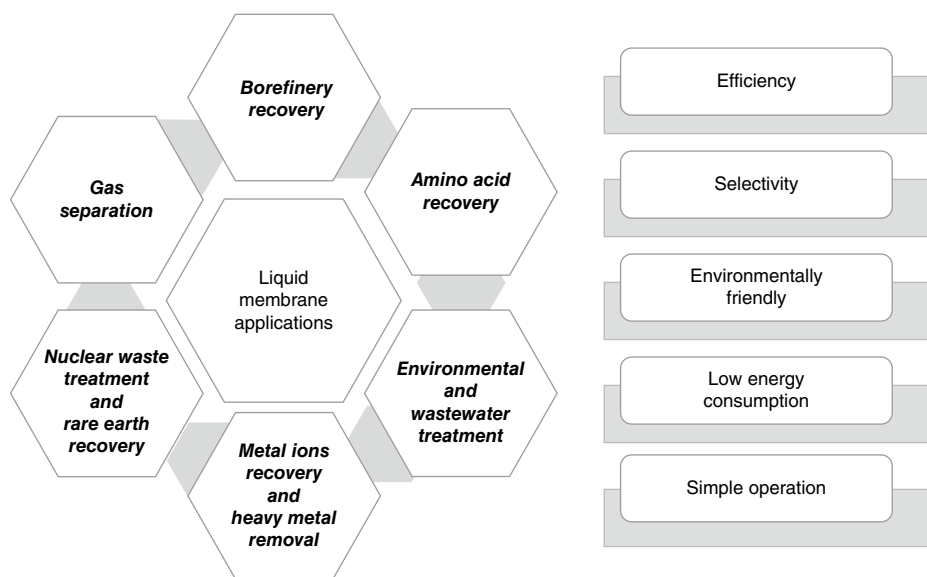 Borefinery
recovery
Gas
separation
Amino acid
recovery
Liquid
membrane
applications
Nuclear waste
treatment
and
rare earth
recovery
Environmental
and
wastewater
treatment
Metal ions
recovery
and
heavy metal
removal
Efficiency
Selectivity
Environmentally
friendly
Low energy
consumption
Simple operation